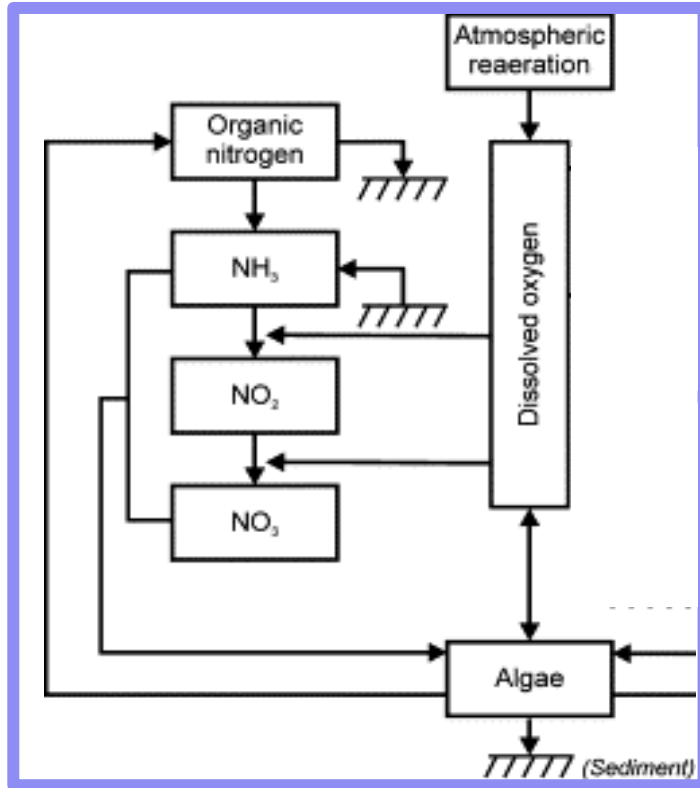 Atmospheric
reaeration
Organic
nitrogen
NH₃
Dissolved oxygen
NO₂
NO₃
Algae
(Sediment)